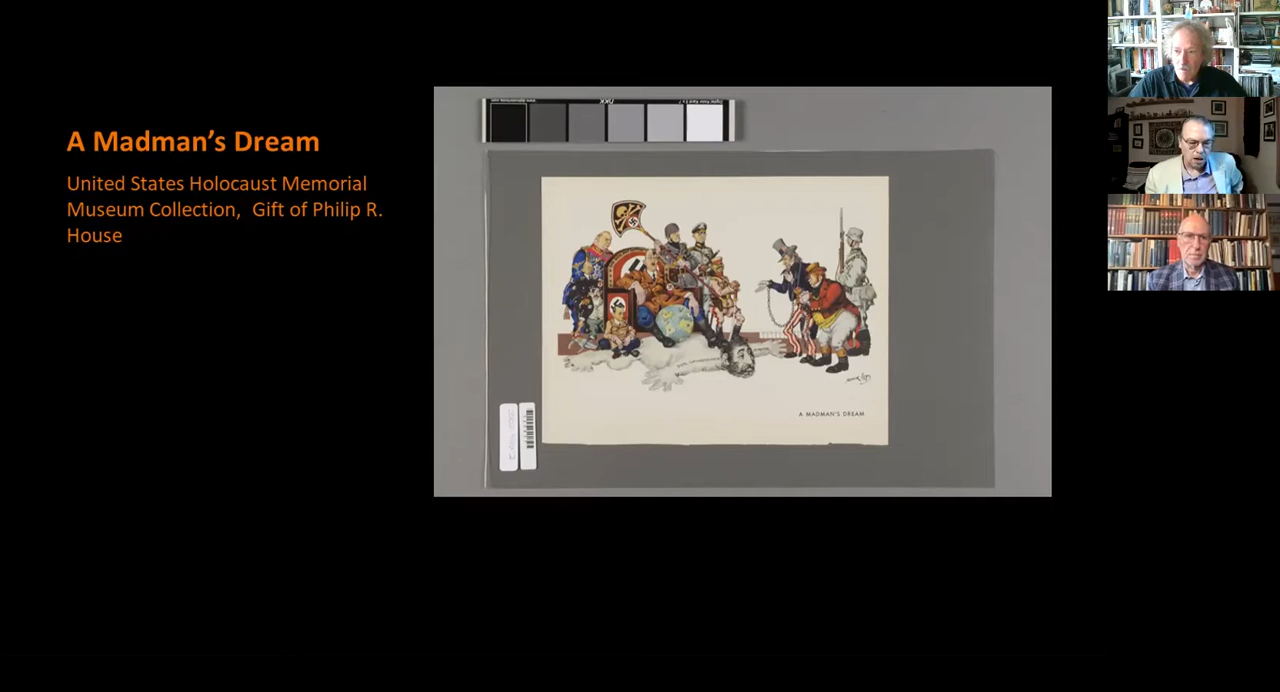 A Madman’s Dream
United States Holocaust Memorial
Museum Collection,  Gift of Philip R.
House
A MADMAN'S DREAM